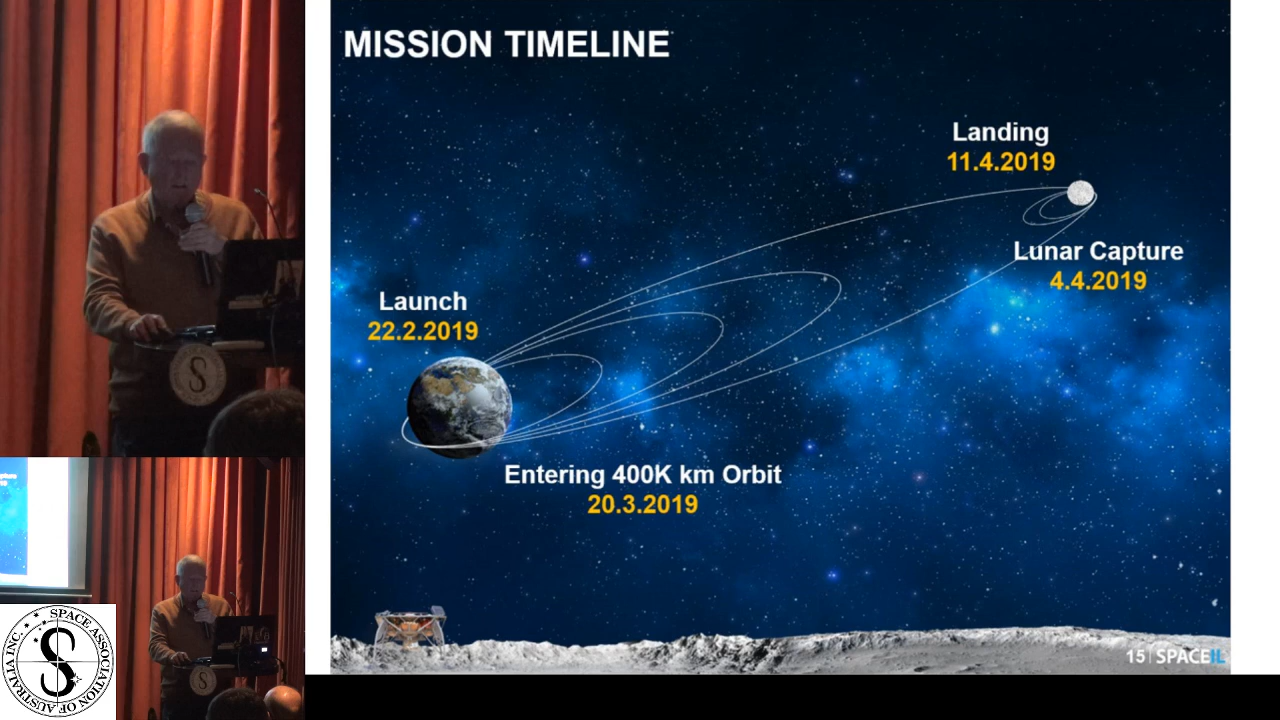 MISSION TIMELINE
Landing
11.4.2019
Lunar Capture
4.4.2019
Launch
22.2.2019
Entering 400K km Orbit
20.3.2019
15 | SPACEIL
S
SPACE ASSOCIATION OF AUSTRALIA INC.
S
S